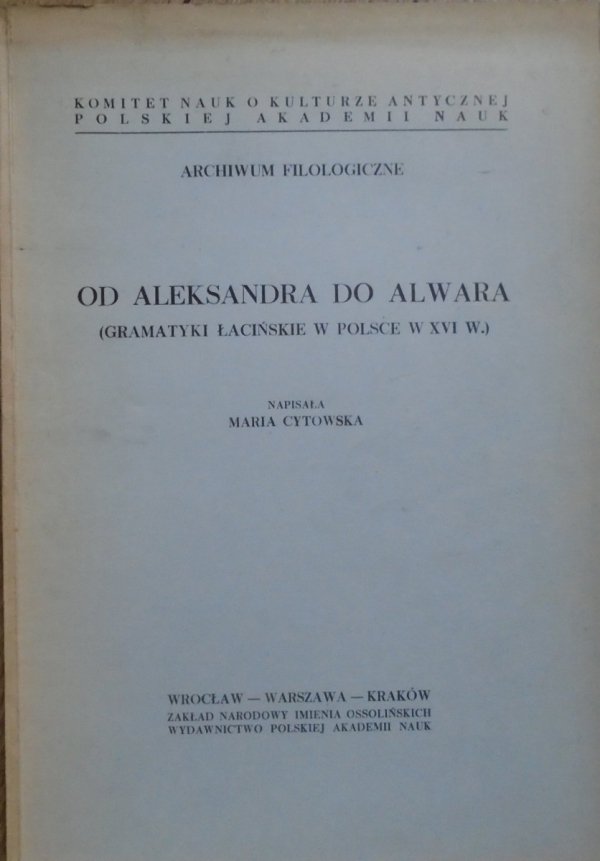 KOMITET NAUK O KULTURZE ANTYCZNEJ
POLSKIEJ AKADEMII NAUK
ARCHIWUM FILOLOGICZNE
OD ALEKSANDRA DO ALWARA
(GRAMATYKI ŁACIŃSKIE W POLSCE W XVI W.)
NAPISAŁA
MARIA CYTOWSKA
WROCŁAW — WARSZAWA — KRAKÓW
ZAKŁAD NARODOWY IMIENIA OSSOLIŃSKICH
WYDAWNICTWO POLSKIEJ AKADEMII NAUK